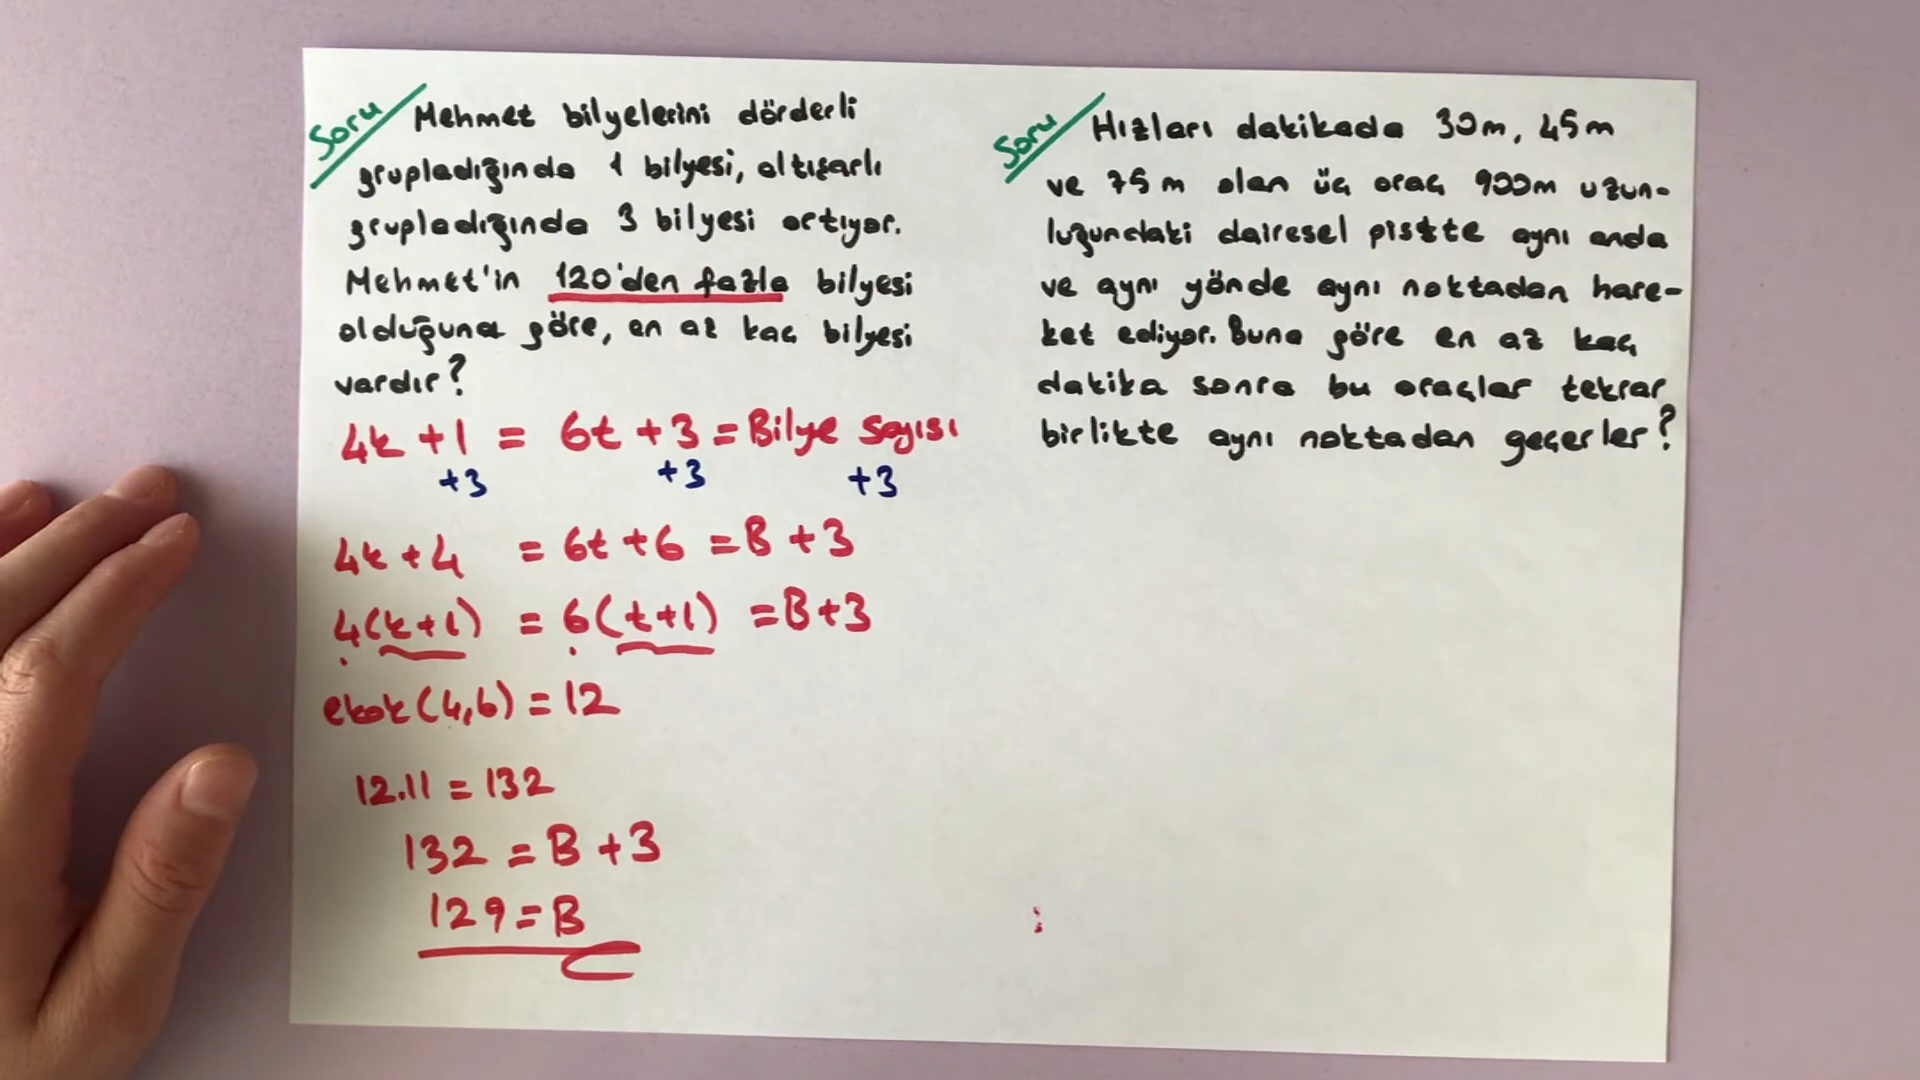 Soru
Mehmet bilyelerini dörderli
grupladığında 1 bilyesi, altışarlı
grupladığında 3 bilyesi artıyor.
Mehmet'in 120'den fazla bilyesi
olduğuna göre, en az kaç bilyesi
vardır?
4k+1 = 6t+3 = Bilye sayısı
+3 +3 +3
4k+4 = 6t+6 = B+3
4(k+1) = 6(t+1) = B+3
ekok(4,6) = 12
12.11 = 132
132 = B+3
129 = B
Soru
Hızları dakikada 30m, 45m
ve 75m olan üç araç 900m uzun-
luğundaki dairesel pistte aynı anda
ve aynı yönde aynı noktadan hare-
ket ediyor. Buna göre en az kaç
dakika sonra bu araçlar tekrar
birlikte aynı noktadan geçerler?